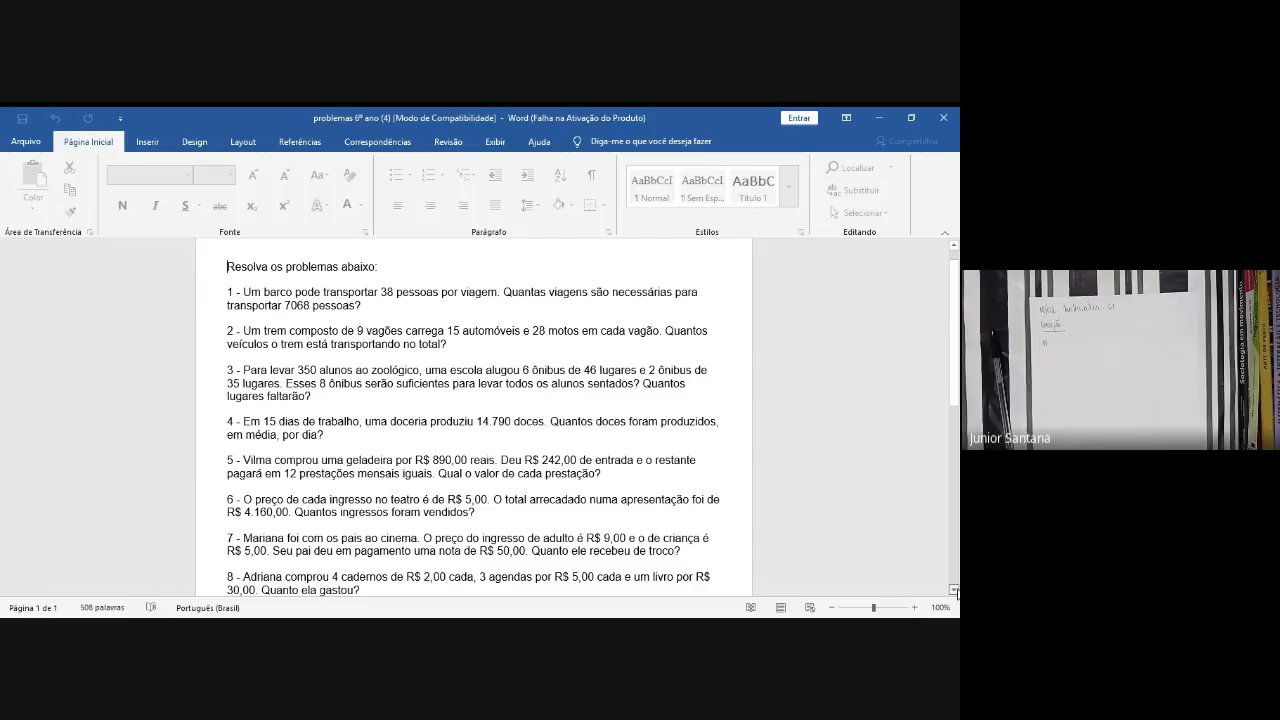 problemas 6º ano (4) [Modo de Compatibilidade] - Word (Falha na Ativação do Produto)
Entrar
Arquivo
Página Inicial
Inserir
Design
Layout
Referências
Correspondências
Revisão
Exibir
Ajuda
Diga-me o que você deseja fazer
Compartilhar
Colar
Área de Transferência
Aa
N I S abc x₂ x² A A
Fonte
Parágrafo
AaBbCcI AaBbCcI AaBbC
¶ Normal ¶ Sem Esp... Título 1
Estilos
Localizar
Substituir
Selecionar
Editando
Resolva os problemas abaixo:
1 - Um barco pode transportar 38 pessoas por viagem. Quantas viagens são necessárias para
transportar 7068 pessoas?
2 - Um trem composto de 9 vagões carrega 15 automóveis e 28 motos em cada vagão. Quantos
veículos o trem está transportando no total?
3 - Para levar 350 alunos ao zoológico, uma escola alugou 6 ônibus de 46 lugares e 2 ônibus de
35 lugares. Esses 8 ônibus serão suficientes para levar todos os alunos sentados? Quantos
lugares faltarão?
4 - Em 15 dias de trabalho, uma doceria produziu 14.790 doces. Quantos doces foram produzidos,
em média, por dia?
5 - Vilma comprou uma geladeira por R$ 890,00 reais. Deu R$ 242,00 de entrada e o restante
pagará em 12 prestações mensais iguais. Qual o valor de cada prestação?
6 - O preço de cada ingresso no teatro é de R$ 5,00. O total arrecadado numa apresentação foi de
R$ 4.160,00. Quantos ingressos foram vendidos?
7 - Mariana foi com os pais ao cinema. O preço do ingresso de adulto é R$ 9,00 e o de criança é
R$ 5,00. Seu pai deu em pagamento uma nota de R$ 50,00. Quanto ele recebeu de troco?
8 - Adriana comprou 4 cadernos de R$ 2,00 cada, 3 agendas por R$ 5,00 cada e um livro por R$
30,00. Quanto ela gastou?
Página 1 de 1
508 palavras
Português (Brasil)
100%
Sociologia em movimento
Junior Santana